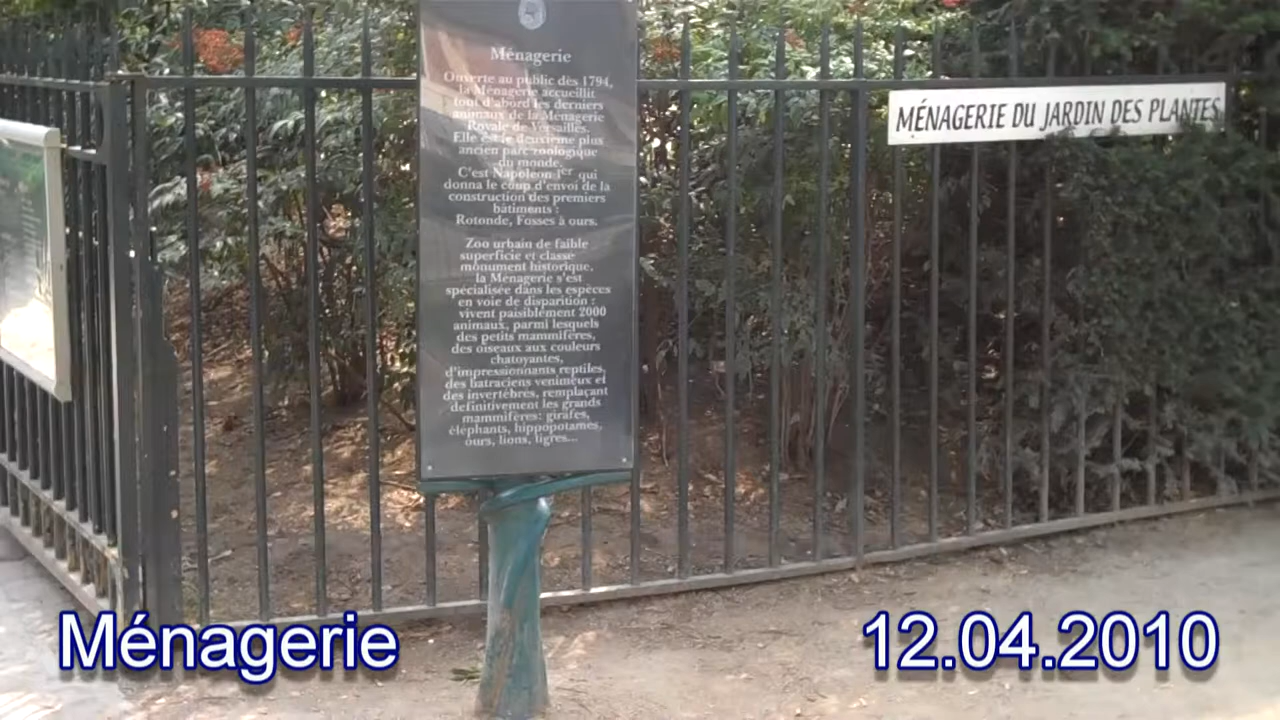 Ménagerie
Ouverte au public dès 1794,
la Ménagerie accueillit
tout d'abord les derniers
animaux de la Ménagerie
Royale de Versailles.
Elle est le deuxième plus
ancien parc zoologique
du monde.
C'est Napoléon 1er qui
donna le coup d'envoi de la
construction des premiers
bâtiments :
Rotonde, Fosses à ours.
Zoo urbain de faible
superficie et classé
monument historique,
la Ménagerie s'est
spécialisée dans les espèces
en voie de disparition :
vivent paisiblement 2000
animaux, parmi lesquels
des petits mammifères,
des oiseaux aux couleurs
chatoyantes,
d'impressionnants reptiles,
des batraciens venimeux et
des invertébrés, remplaçant
définitivement les grands
mammifères: girafes,
éléphants, hippopotames,
ours, lions, tigres...
MÉNAGERIE DU JARDIN DES PLANTES
Ménagerie
12.04.2010